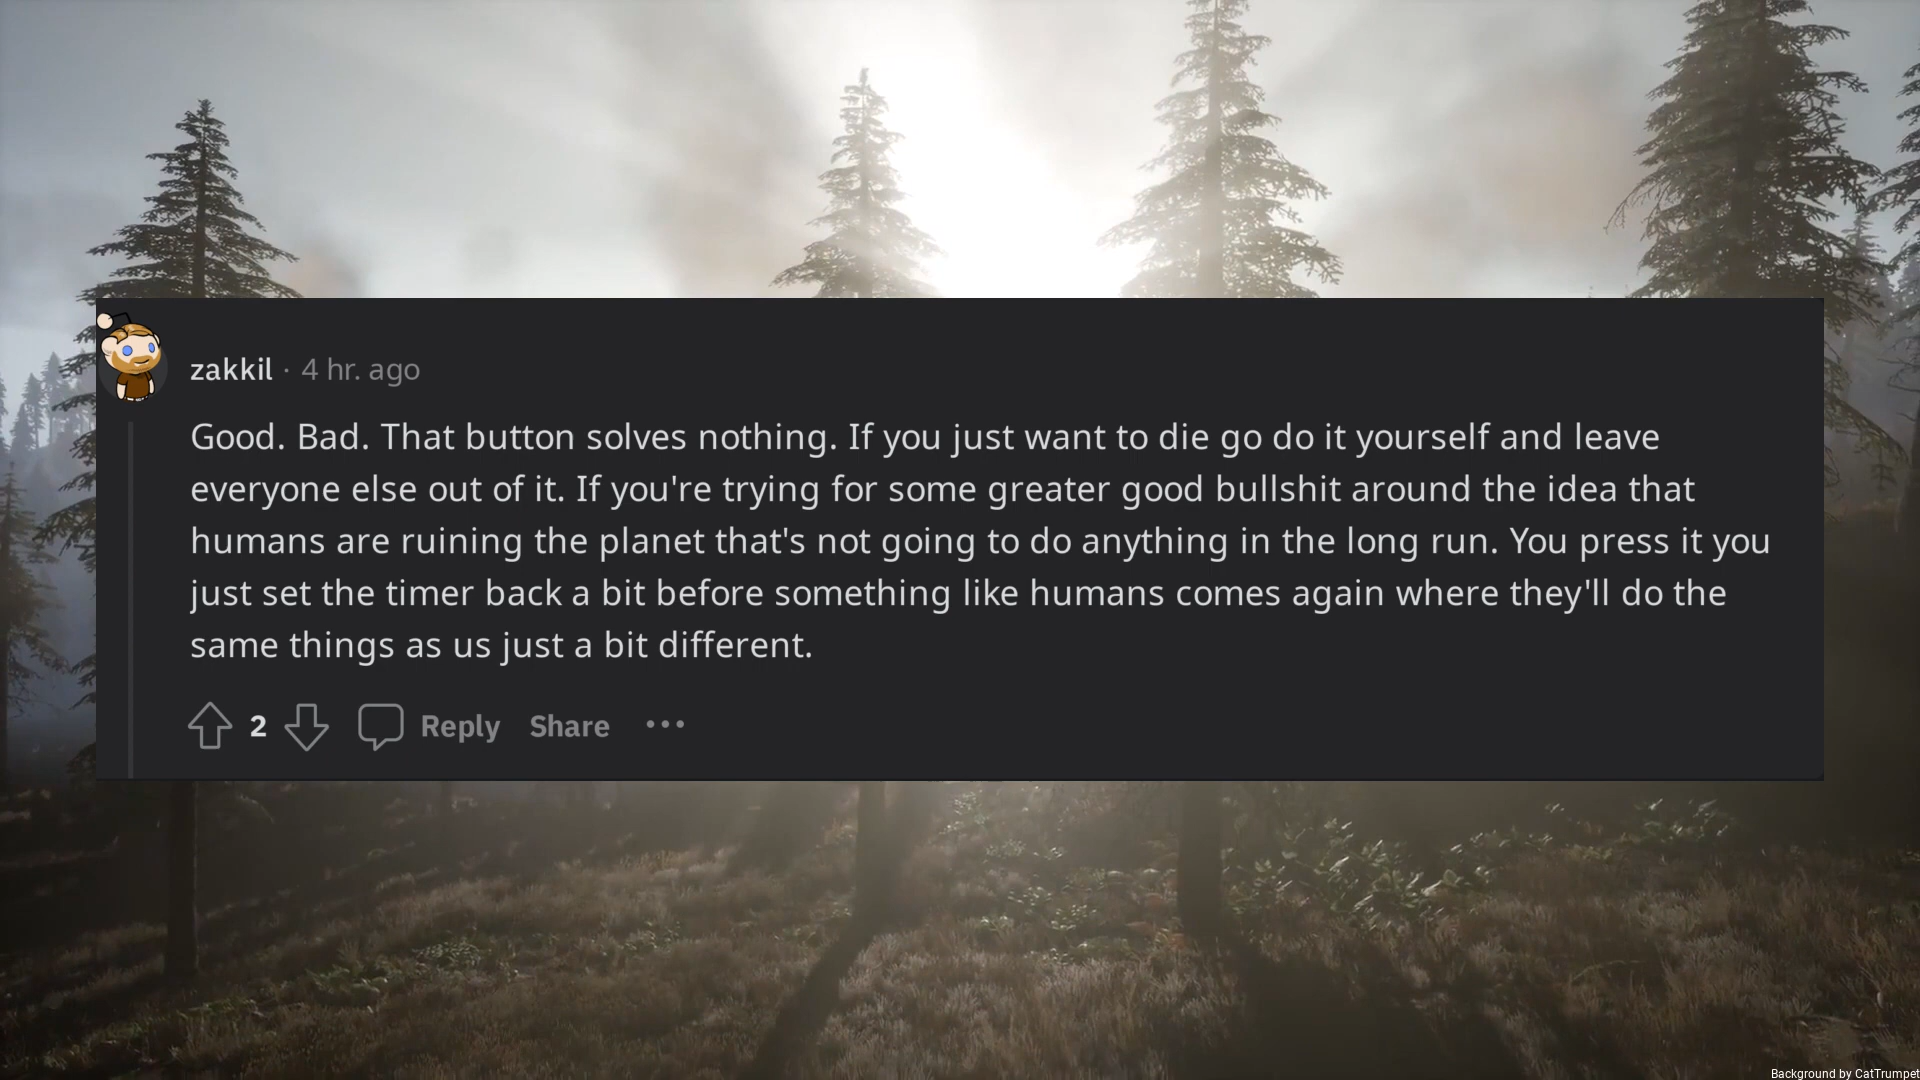 zakkil · 4 hr. ago
Good. Bad. That button solves nothing. If you just want to die go do it yourself and leave
everyone else out of it. If you're trying for some greater good bullshit around the idea that
humans are ruining the planet that's not going to do anything in the long run. You press it you
just set the timer back a bit before something like humans comes again where they'll do the
same things as us just a bit different.
2 Reply Share ···
Background by CatTrumpet